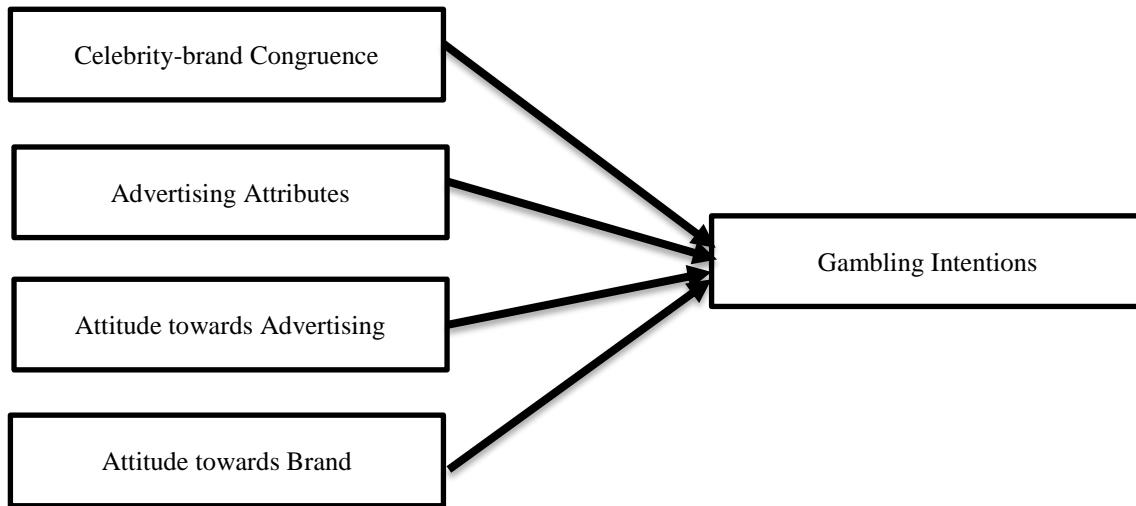 Celebrity-brand Congruence
Advertising Attributes
Attitude towards Advertising
Attitude towards Brand
Gambling Intentions